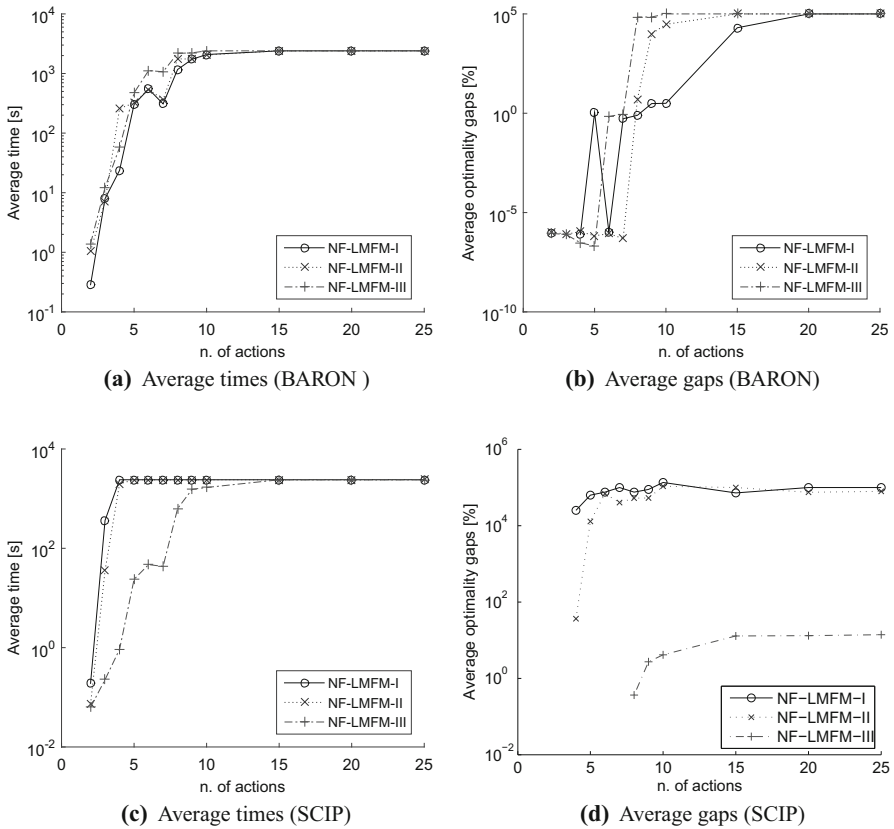 10^5
10^4
10^3
10^2
10^1
10^0
10^-1
Average time [s]
0
5
10
15
20
25
n. of actions
NF-LMFM-I
NF-LMFM-II
NF-LMFM-III
(a) Average times (BARON )
10^5
10^0
10^-5
10^-10
Average optimality gaps [%]
0
5
10
15
20
25
n. of actions
NF-LMFM-I
NF-LMFM-II
NF-LMFM-III
(b) Average gaps (BARON)
10^4
10^2
10^0
10^-2
Average time [s]
0
5
10
15
20
25
n. of actions
NF-LMFM-I
NF-LMFM-II
NF-LMFM-III
(c) Average times (SCIP)
10^6
10^4
10^2
10^0
10^-2
Average optimality gaps [%]
0
5
10
15
20
25
n. of actions
NF−LMFM−I
NF−LMFM−II
NF−LMFM−III
(d) Average gaps (SCIP)